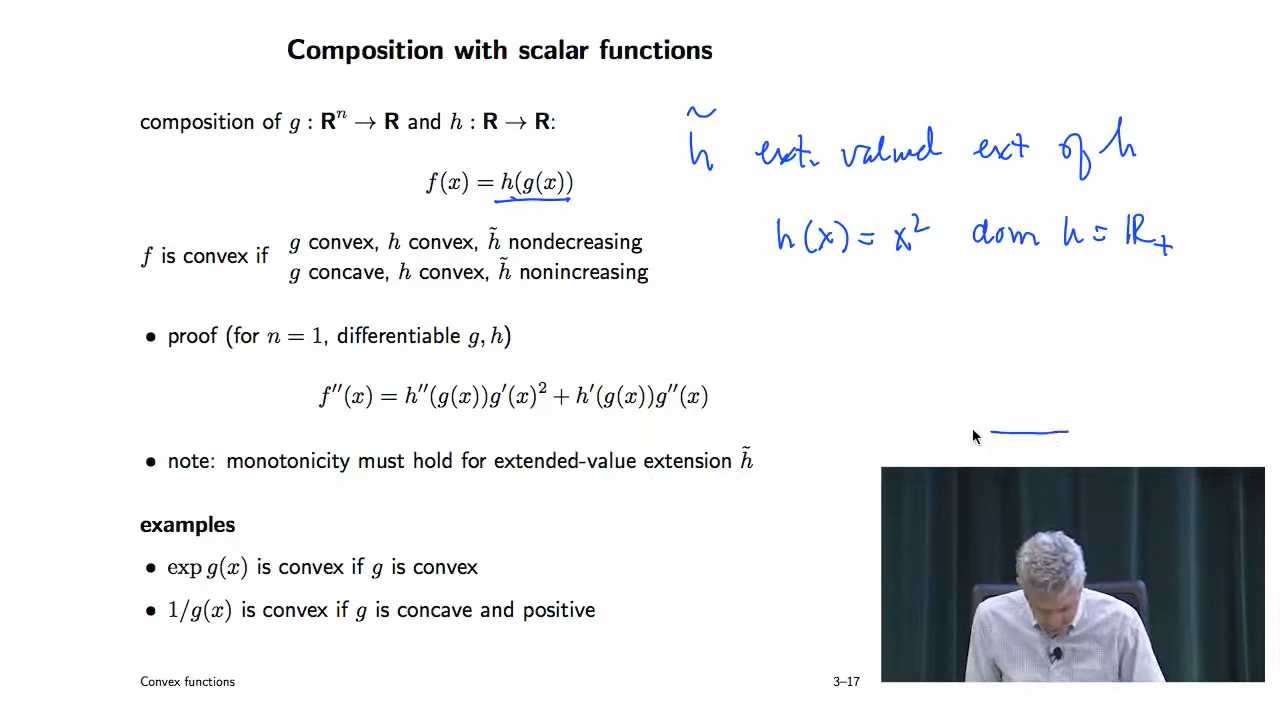 Composition with scalar functions
composition of g : Rⁿ → R and h : R → R:
f(x) = h(g(x))
f is convex if
g convex, h convex, h̃ nondecreasing
g concave, h convex, h̃ nonincreasing
• proof (for n = 1, differentiable g, h)
f″(x) = h″(g(x))g′(x)² + h′(g(x))g″(x)
• note: monotonicity must hold for extended-value extension h̃
examples
• exp g(x) is convex if g is convex
• 1/g(x) is convex if g is concave and positive
Convex functions
3–17
h̃ ext. valued ext of h
h(x) = x² dom h = ℝ₊